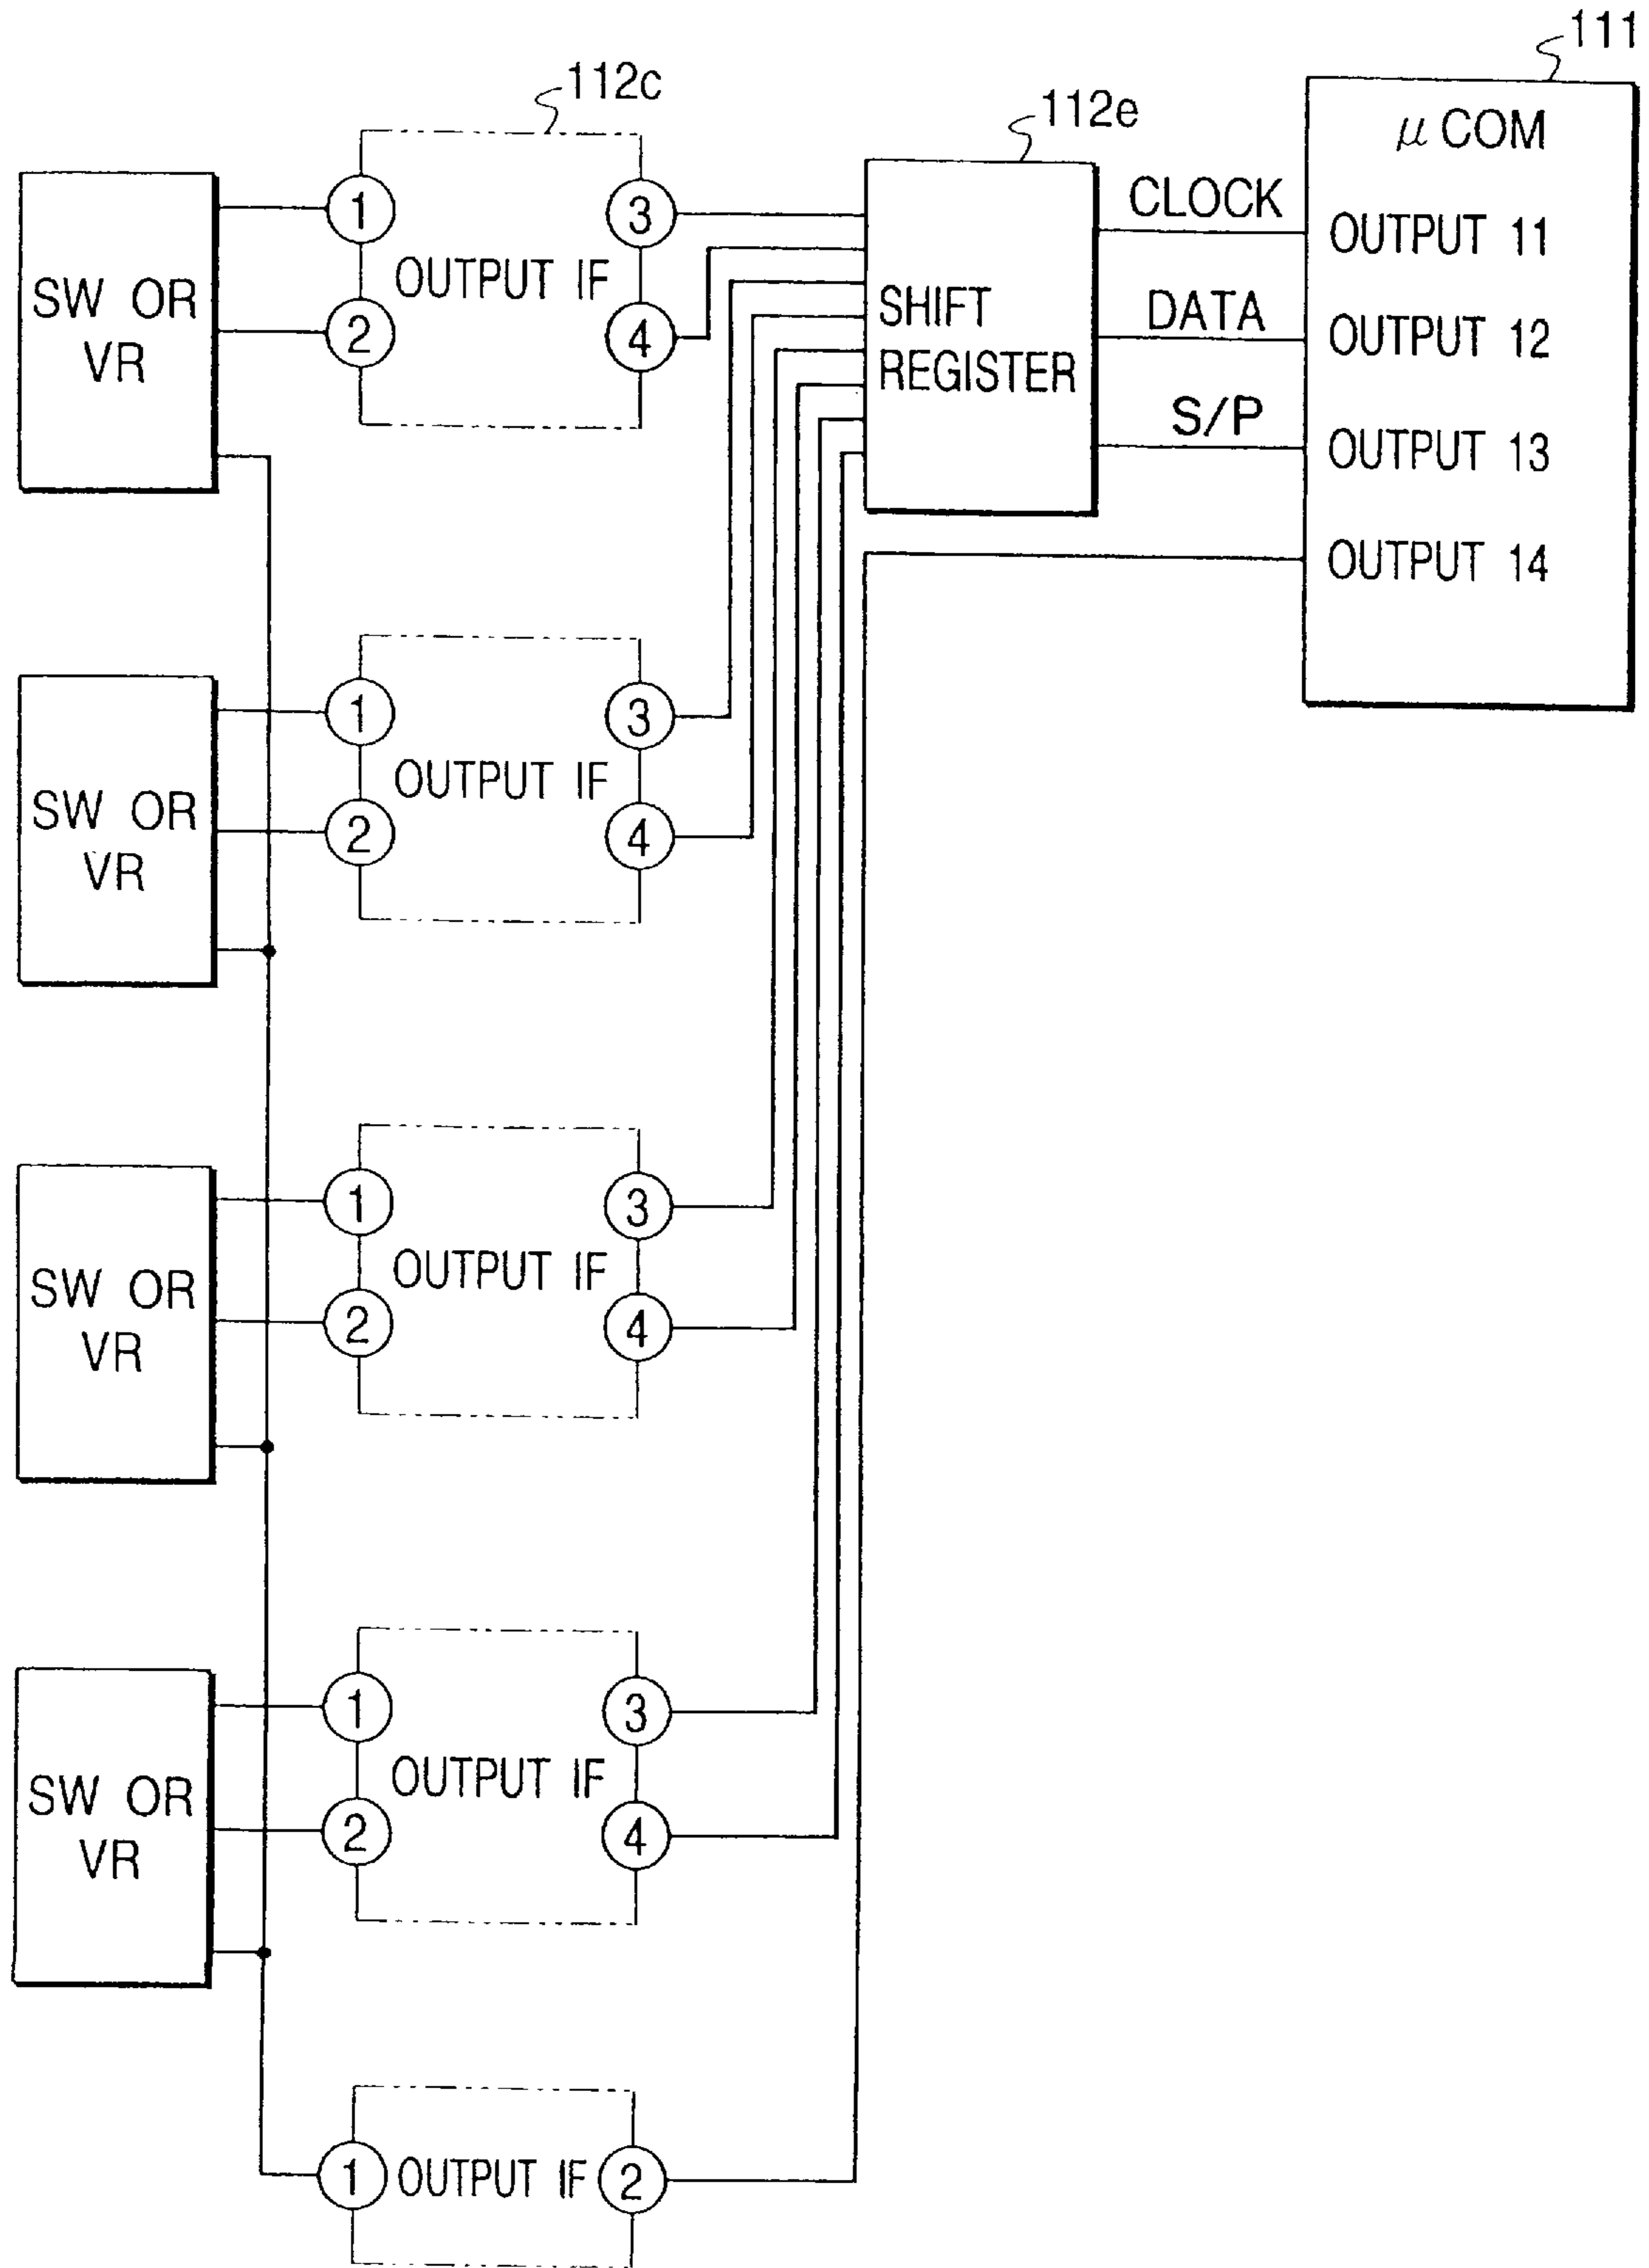 111
112c
112e
μ COM
CLOCK
OUTPUT 11
DATA
OUTPUT 12
S/P
OUTPUT 13
OUTPUT 14
SHIFT
REGISTER
SW OR
VR
1
2
OUTPUT IF
3
4
SW OR
VR
1
2
OUTPUT IF
3
4
SW OR
VR
1
2
OUTPUT IF
3
4
SW OR
VR
1
2
OUTPUT IF
3
4
1 OUTPUT IF 2